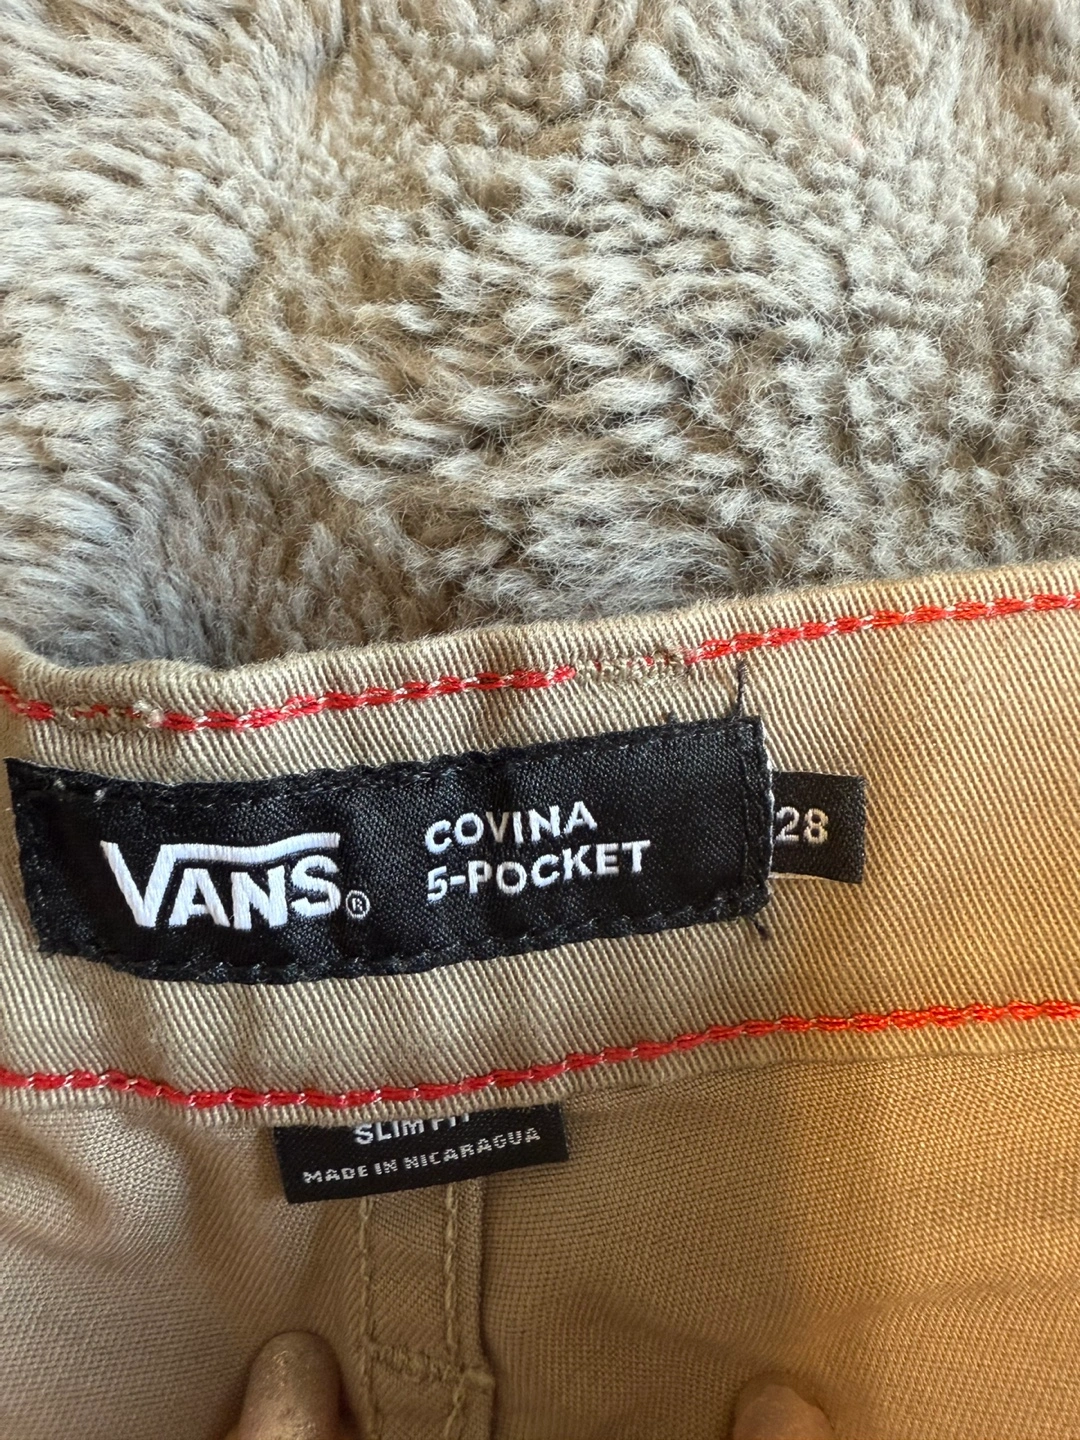 VANS®
COVINA
5-POCKET
28
SLIM FIT
MADE IN NICARAGUA